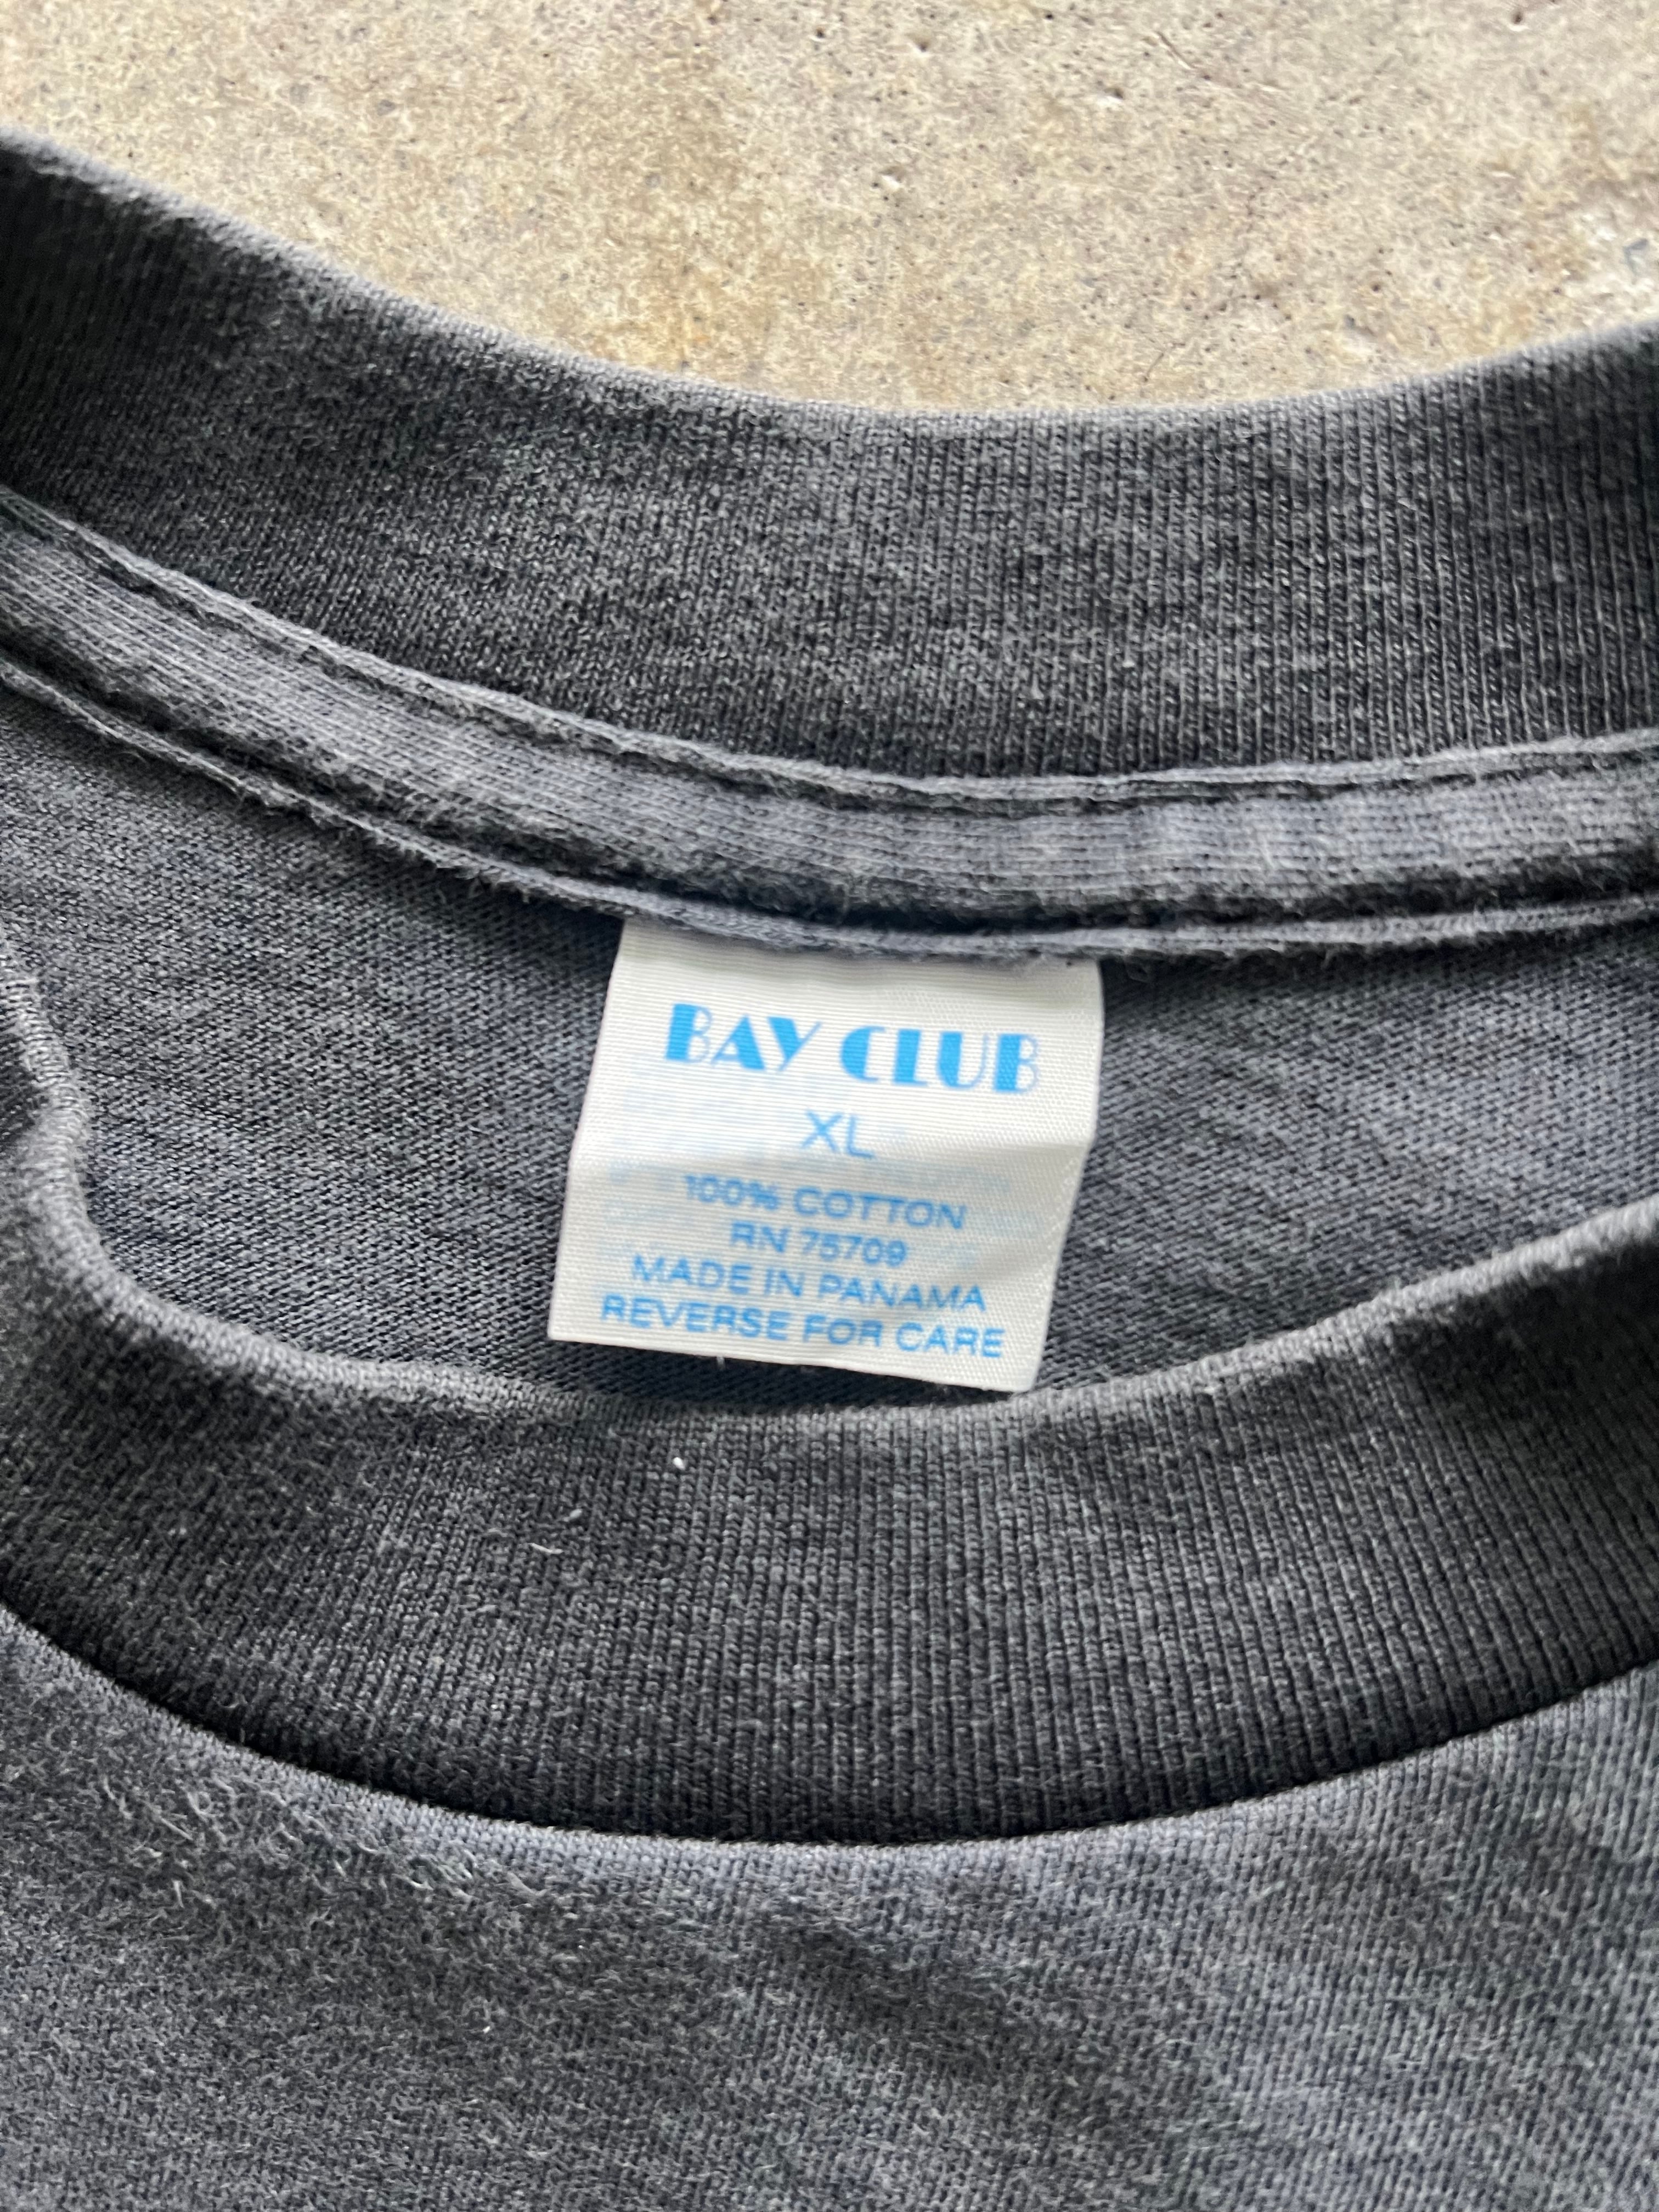 BAY CLUB
XL
100% COTTON
RN 75709
MADE IN PANAMA
REVERSE FOR CARE